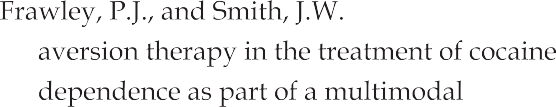 Frawley, P.J., and Smith, J.W.
aversion therapy in the treatment of cocaine
dependence as part of a multimodal